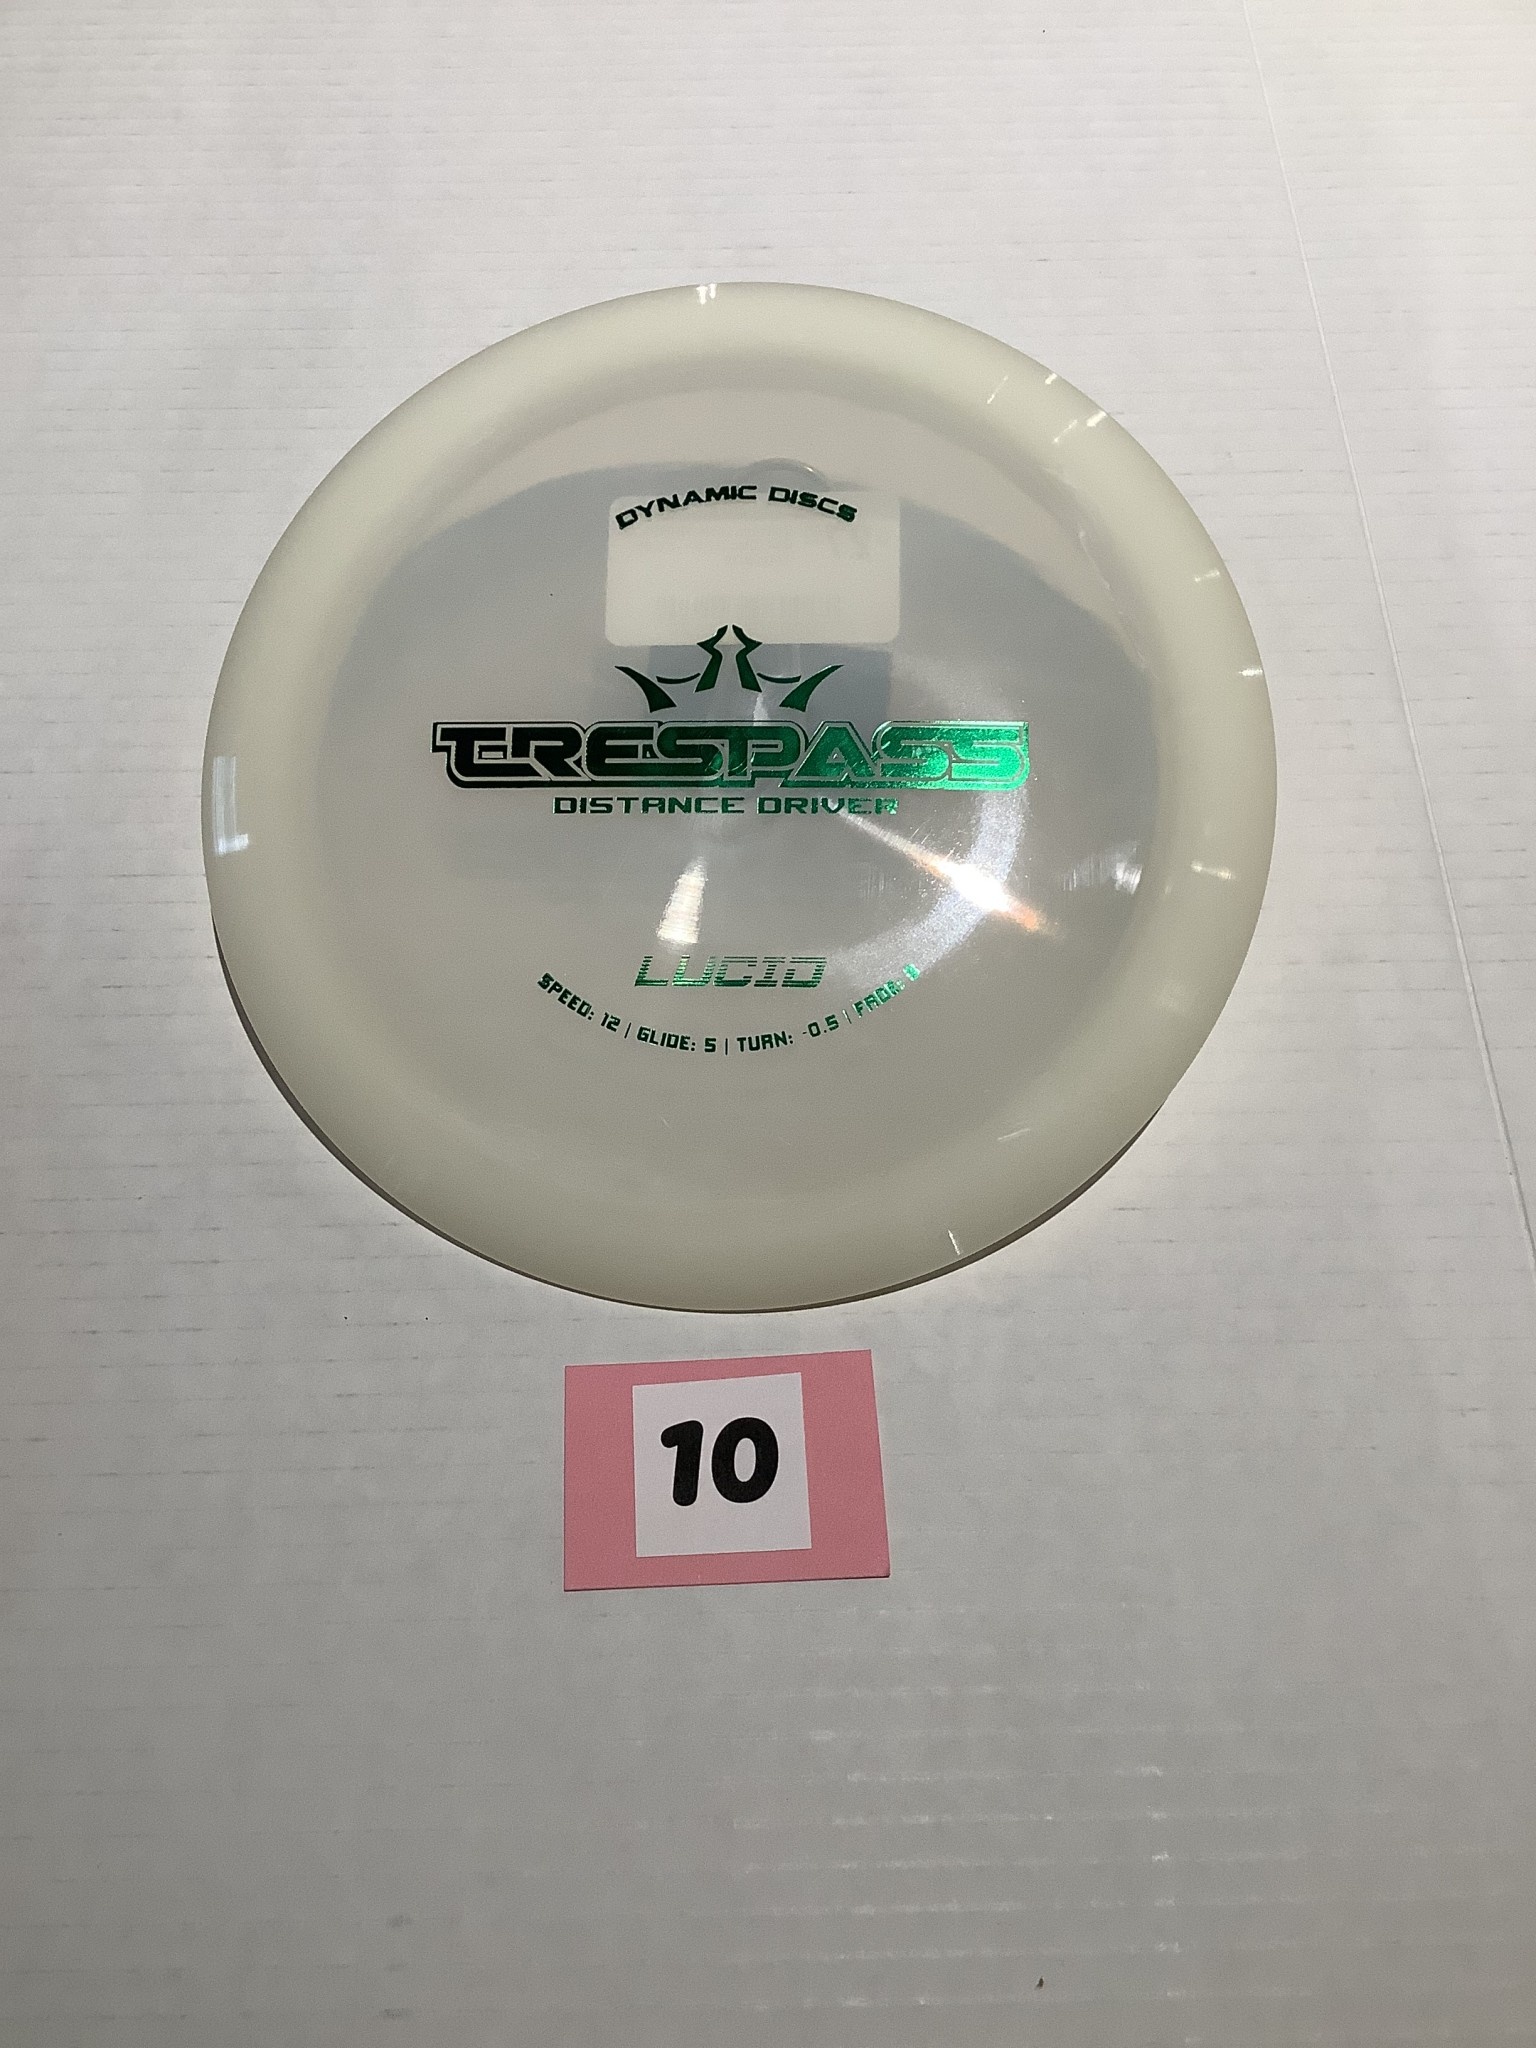 DYNAMIC DISCS
TRESPASS
DISTANCE DRIVER
LUCID
SPEED: 12 | GLIDE: 5 | TURN: -0.5 | FADE:
10